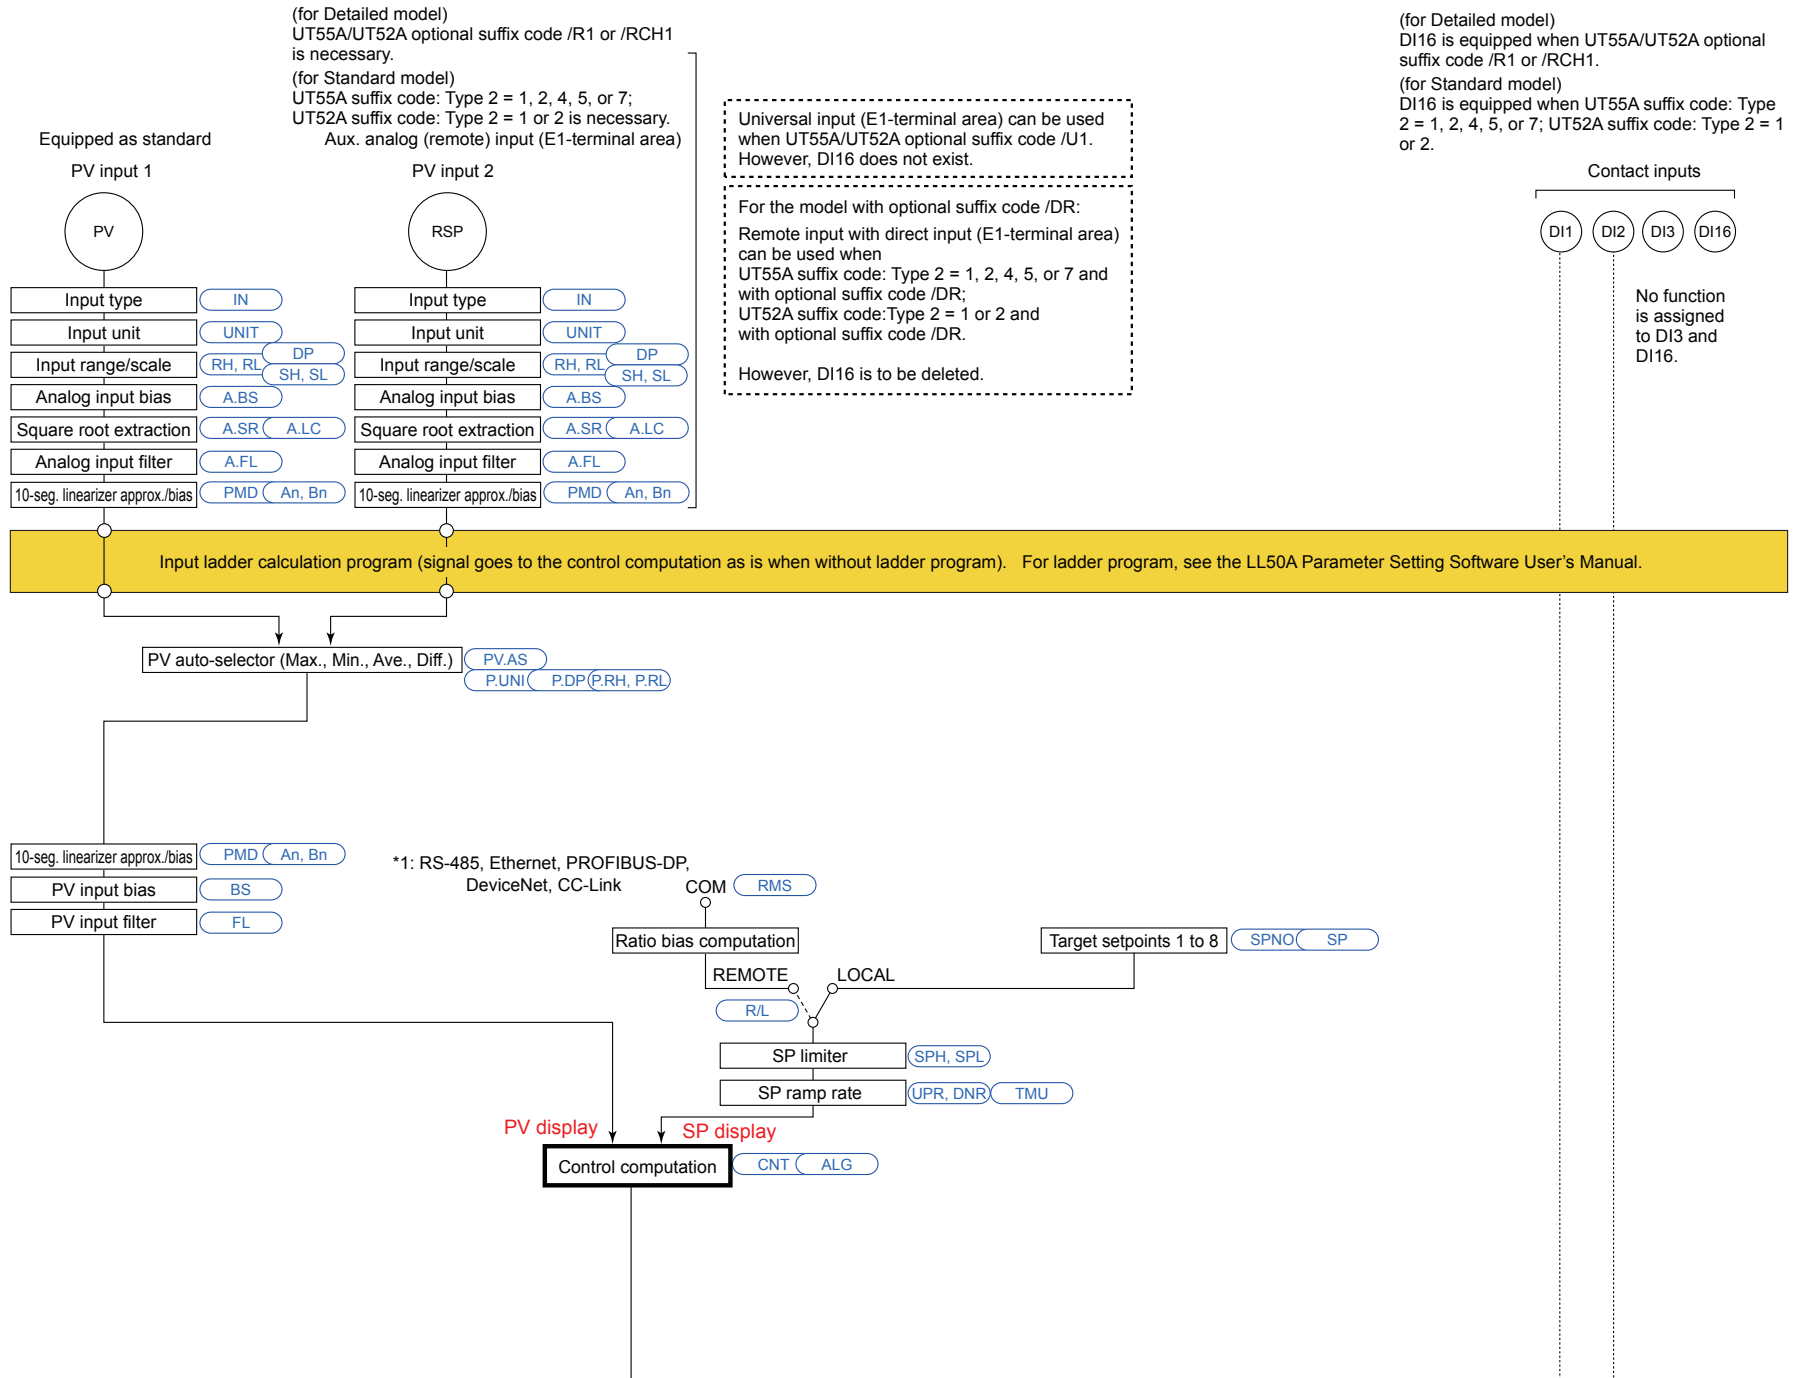 (for Detailed model)
UT55A/UT52A optional suffix code /R1 or /RCH1
is necessary.
(for Standard model)
UT55A suffix code: Type 2 = 1, 2, 4, 5, or 7;
UT52A suffix code: Type 2 = 1 or 2 is necessary.
Equipped as standard
Aux. analog (remote) input (E1-terminal area)
PV input 1
PV input 2
PV
RSP
Universal input (E1-terminal area) can be used
when UT55A/UT52A optional suffix code /U1.
However, DI16 does not exist.
For the model with optional suffix code /DR:
Remote input with direct input (E1-terminal area)
can be used when
UT55A suffix code: Type 2 = 1, 2, 4, 5, or 7 and
with optional suffix code /DR;
UT52A suffix code:Type 2 = 1 or 2 and
with optional suffix code /DR.
However, DI16 is to be deleted.
(for Detailed model)
DI16 is equipped when UT55A/UT52A optional
suffix code /R1 or /RCH1.
(for Standard model)
DI16 is equipped when UT55A suffix code: Type
2 = 1, 2, 4, 5, or 7; UT52A suffix code: Type 2 = 1
or 2.
Contact inputs
DI1 DI2 DI3 DI16
No function
is assigned
to DI3 and
DI16.
Input type IN
Input unit UNIT
Input range/scale RH, RL DP SH, SL
Analog input bias A.BS
Square root extraction A.SR A.LC
Analog input filter A.FL
10-seg. linearizer approx./bias PMD An, Bn
Input type IN
Input unit UNIT
Input range/scale RH, RL DP SH, SL
Analog input bias A.BS
Square root extraction A.SR A.LC
Analog input filter A.FL
10-seg. linearizer approx./bias PMD An, Bn
Input ladder calculation program (signal goes to the control computation as is when without ladder program). For ladder program, see the LL50A Parameter Setting Software User's Manual.
PV auto-selector (Max., Min., Ave., Diff.) PV.AS
P.UNI P.DP P.RH, P.RL
10-seg. linearizer approx./bias PMD An, Bn
PV input bias BS
PV input filter FL
*1: RS-485, Ethernet, PROFIBUS-DP,
DeviceNet, CC-Link
COM RMS
Ratio bias computation
Target setpoints 1 to 8 SPNO SP
REMOTE LOCAL
R/L
SP limiter SPH, SPL
SP ramp rate UPR, DNR TMU
PV display SP display
Control computation CNT ALG